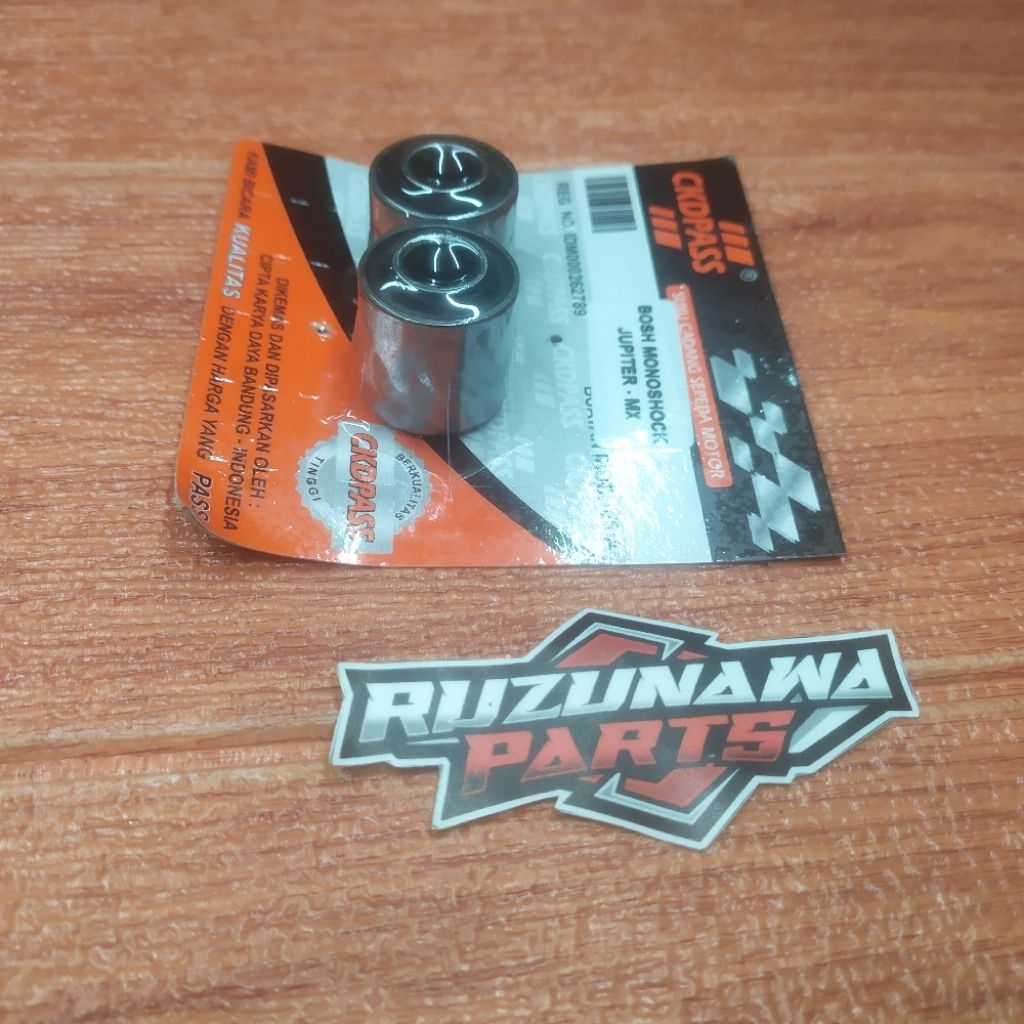 CKDPASS
®
SUKU CADANG SEPEDA MOTOR
BOSH MONOSHOCK
JUPITER - MX
REG. NO. IDM000262789
BERKUALITAS
CKDPASS
TINGGI
DIKEMAS DAN DIPASARKAN OLEH :
CIPTA KARYA DAYA BANDUNG - INDONESIA
KAMI BICARA KUALITAS DENGAN HARGA YANG PASS
RUZUNAWA
PARTS